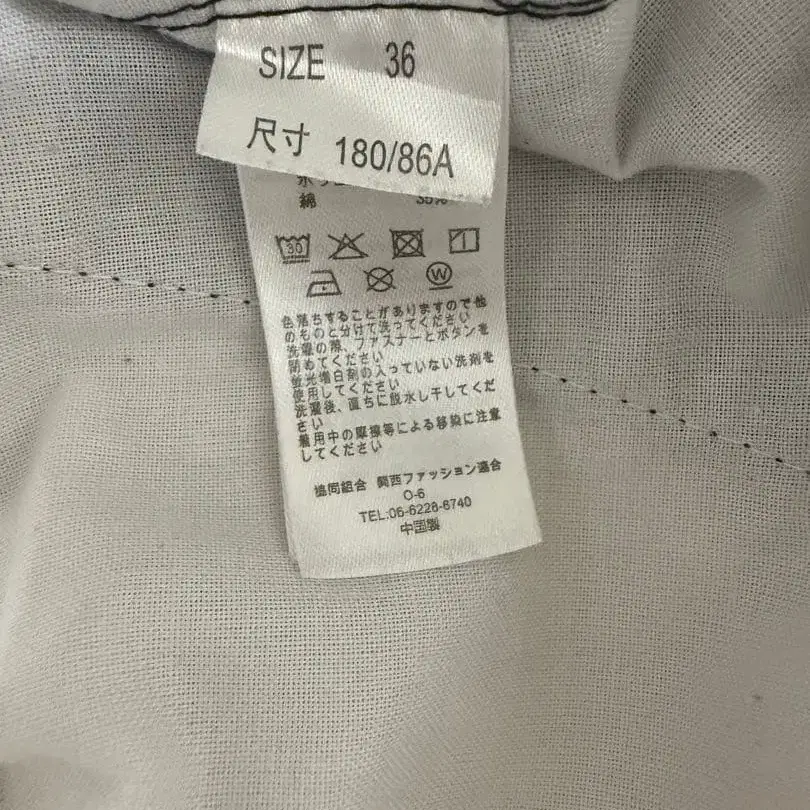 SIZE 36
尺寸 180/86A
綿 35%
30
W
色落ちすることがありますので他
のものと分けて洗ってください
洗濯の際、ファスナーとボタンを
閉めてください
蛍光増白剤の入っていない洗剤を
使用してください
洗濯後、直ちに脱水し干してくだ
さい
着用中の摩擦等による移染に注意
してください
協同組合 関西ファッション連合
O-6
TEL:06-6228-6740
中国製